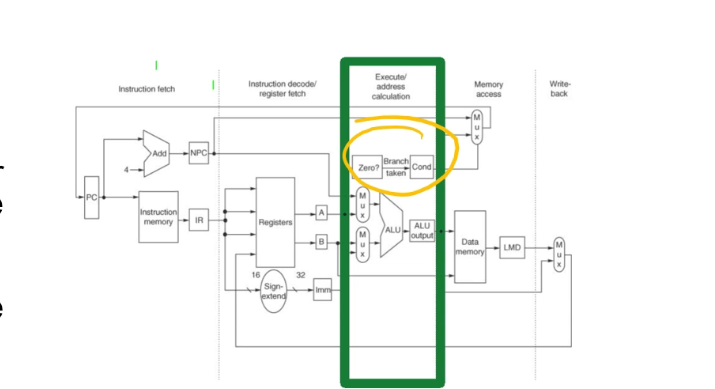 Instruction fetch
Instruction decode/
register fetch
Execute/
address
calculation
Memory
access
Write-
back
M
u
x
Add
NPC
4
Zero?
Branch
taken
Cond
PC
Instruction
memory
IR
Registers
A
B
M
u
x
M
u
x
ALU
ALU
output
Data
memory
LMD
M
u
x
16
32
Sign-
extend
Imm